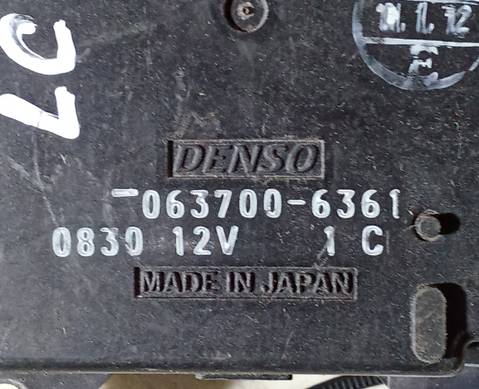 DENSO
-063700-6361
0830 12V 1 C
MADE IN JAPAN